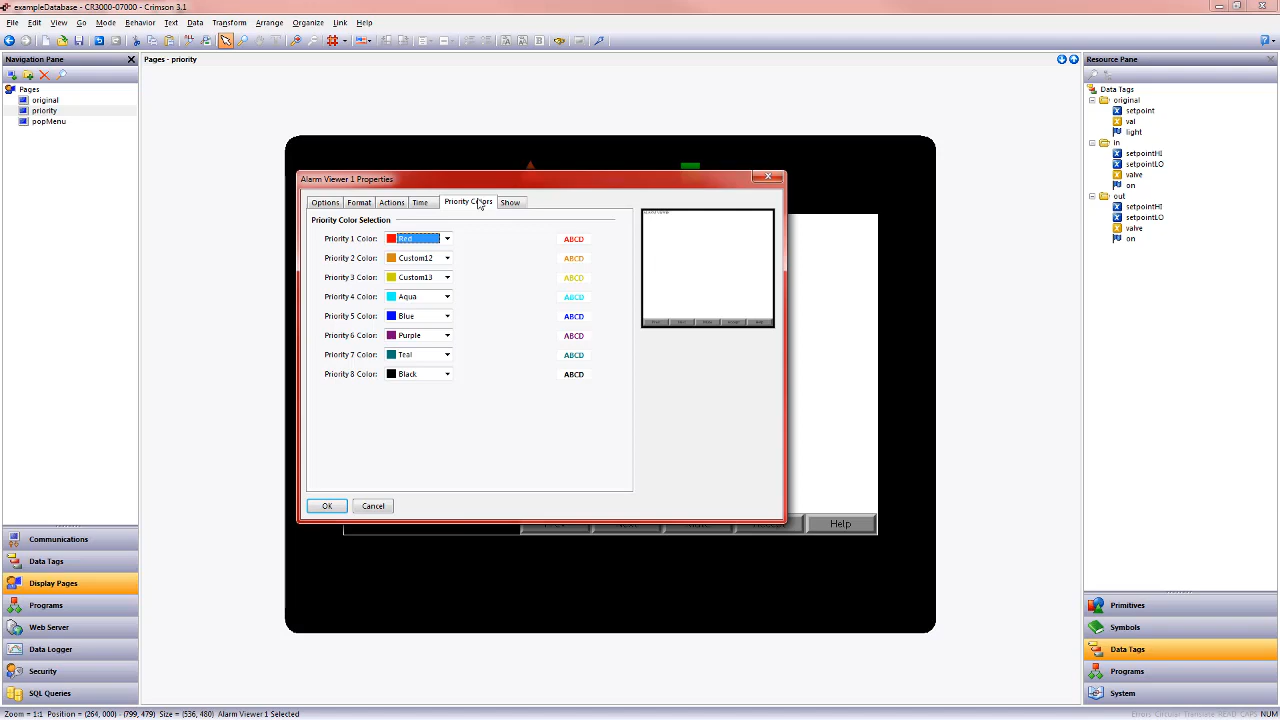 exampleDatabase - CR3000-07000 - Crimson 3.1
File Edit View Go Mode Behavior Text Data Transform Arrange Organize Link Help
Navigation Pane
Pages - priority
Resource Pane
Pages
original
priority
popMenu
Data Tags
original
setpoint
val
light
in
setpointHI
setpointLO
valve
on
out
setpointHI
setpointLO
valve
on
Alarm Viewer 1 Properties
Options Format Actions Time Priority Colors Show
Priority Color Selection
Priority 1 Color: Red ABCD
Priority 2 Color: Custom12 ABCD
Priority 3 Color: Custom13 ABCD
Priority 4 Color: Aqua ABCD
Priority 5 Color: Blue ABCD
Priority 6 Color: Purple ABCD
Priority 7 Color: Teal ABCD
Priority 8 Color: Black ABCD
OK Cancel
Help
Communications
Data Tags
Display Pages
Programs
Web Server
Data Logger
Security
SQL Queries
Primitives
Symbols
Data Tags
Programs
System
Zoom = 1:1 Position = (264, 000) - (799, 479) Size = (536, 480) Alarm Viewer 1 Selected
Errors Circular Translate READ CAPS NUM